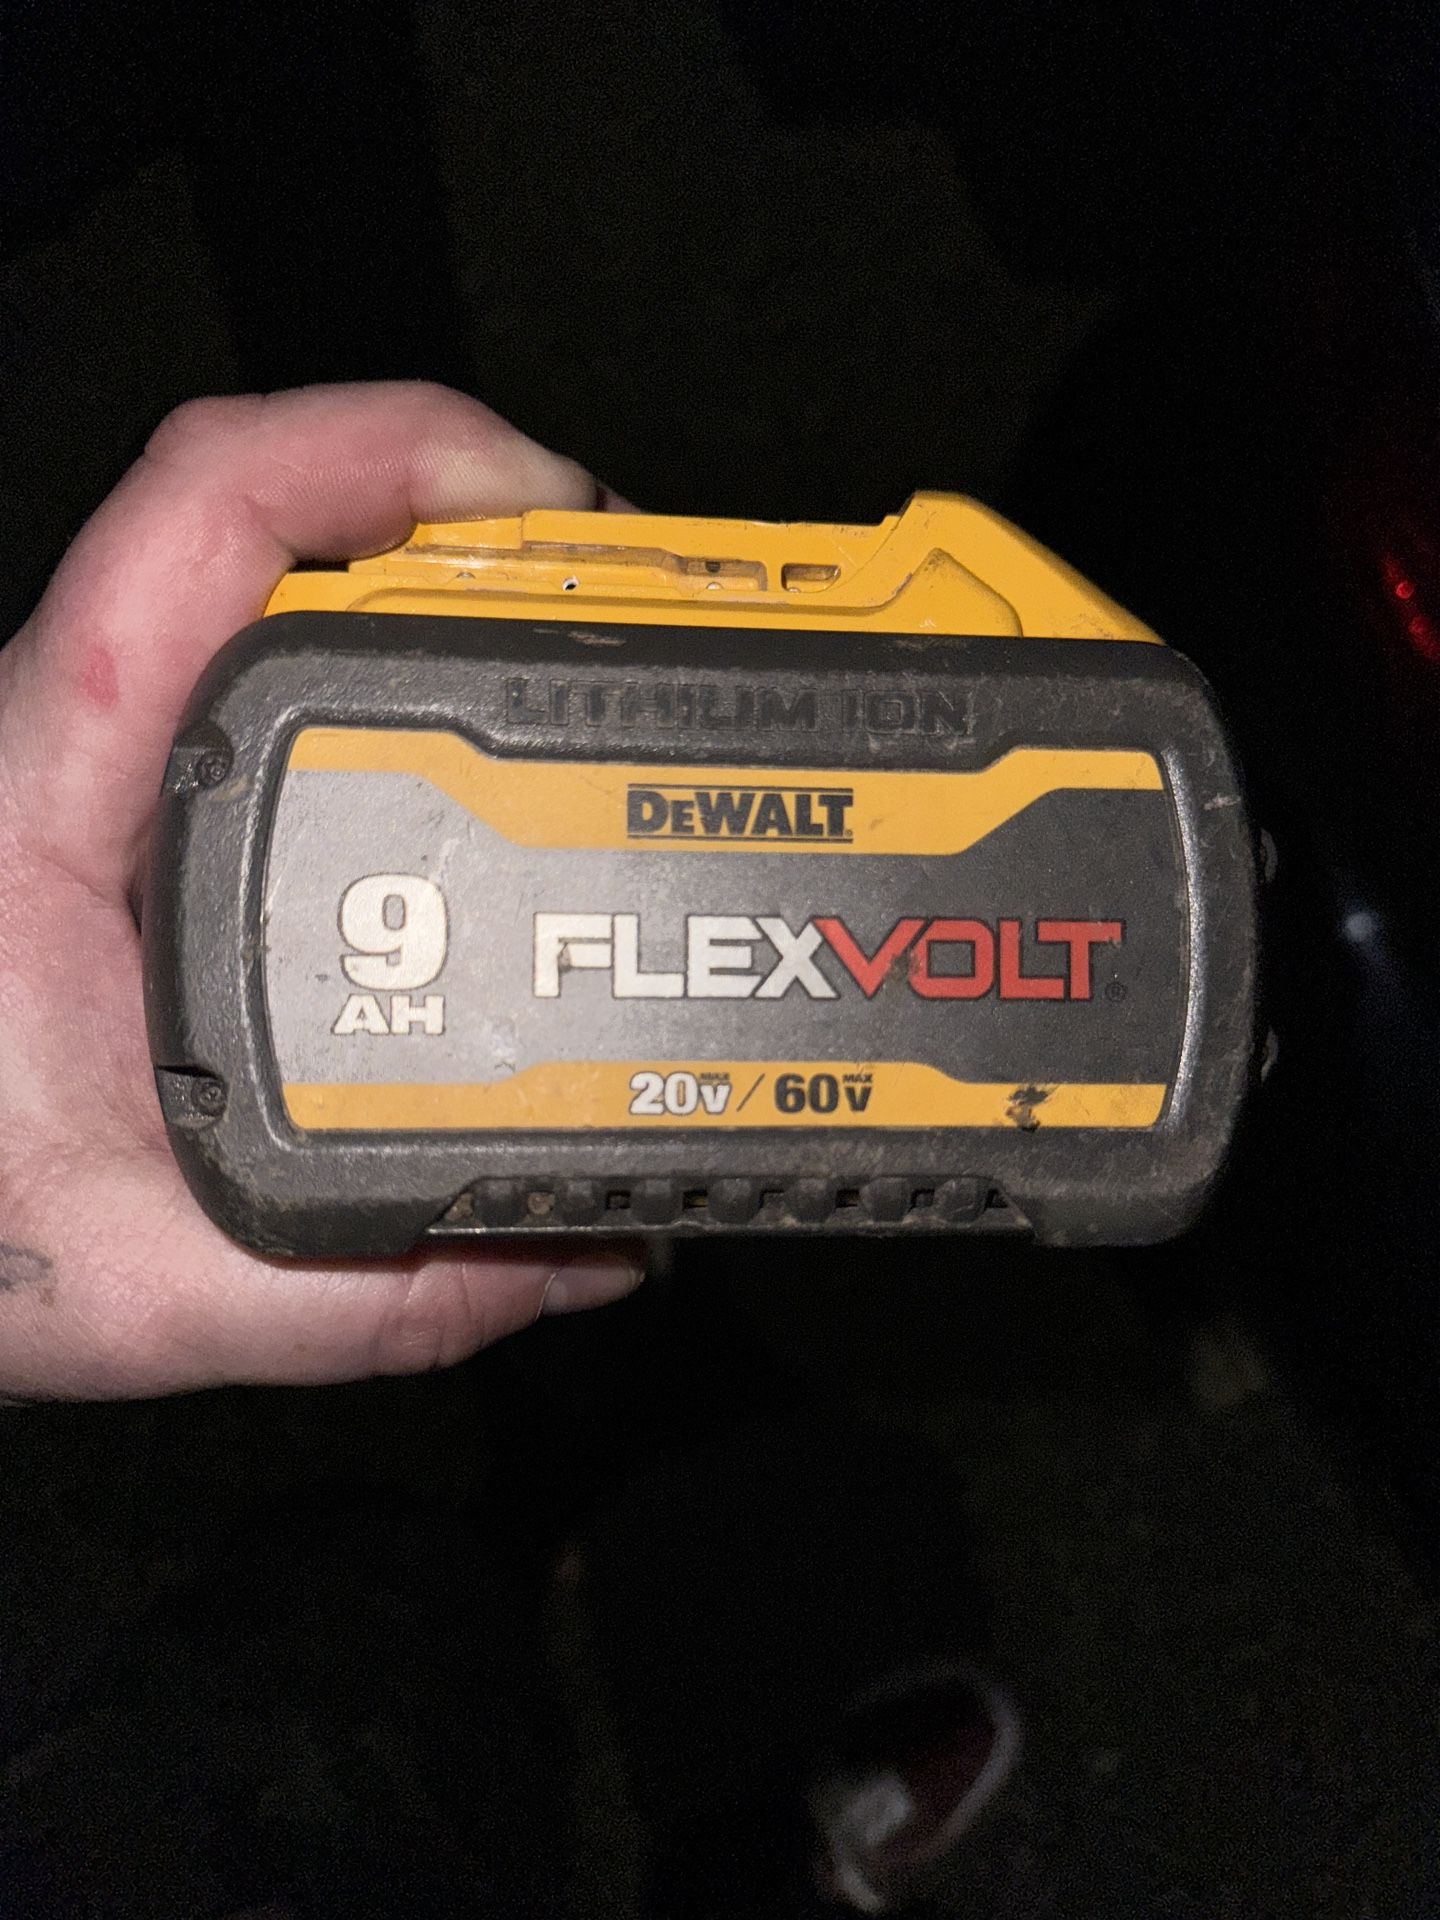 LITHIUM ION
DEWALT
9
AH
FLEXVOLT®
20V MAX / 60V MAX